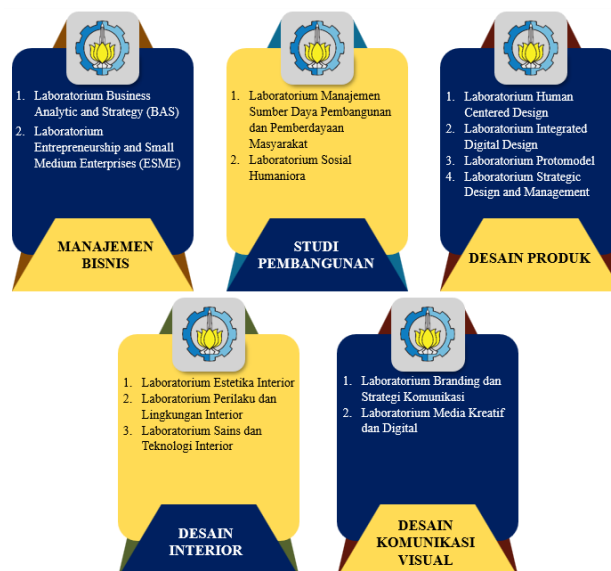 1. Laboratorium Business
Analytic and Strategy (BAS)
2. Laboratorium
Entrepreneurship and Small
Medium Enterprises (ESME)
MANAJEMEN
BISNIS
1. Laboratorium Manajemen
Sumber Daya Pembangunan
dan Pemberdayaan
Masyarakat
2. Laboratorium Sosial
Humaniora
STUDI
PEMBANGUNAN
1. Laboratorium Human
Centered Design
2. Laboratorium Integrated
Digital Design
3. Laboratorium Protomodel
4. Laboratorium Strategic
Design and Management
DESAIN PRODUK
1. Laboratorium Estetika Interior
2. Laboratorium Perilaku dan
Lingkungan Interior
3. Laboratorium Sains dan
Teknologi Interior
DESAIN
INTERIOR
1. Laboratorium Branding dan
Strategi Komunikasi
2. Laboratorium Media Kreatif
dan Digital
DESAIN
KOMUNIKASI
VISUAL